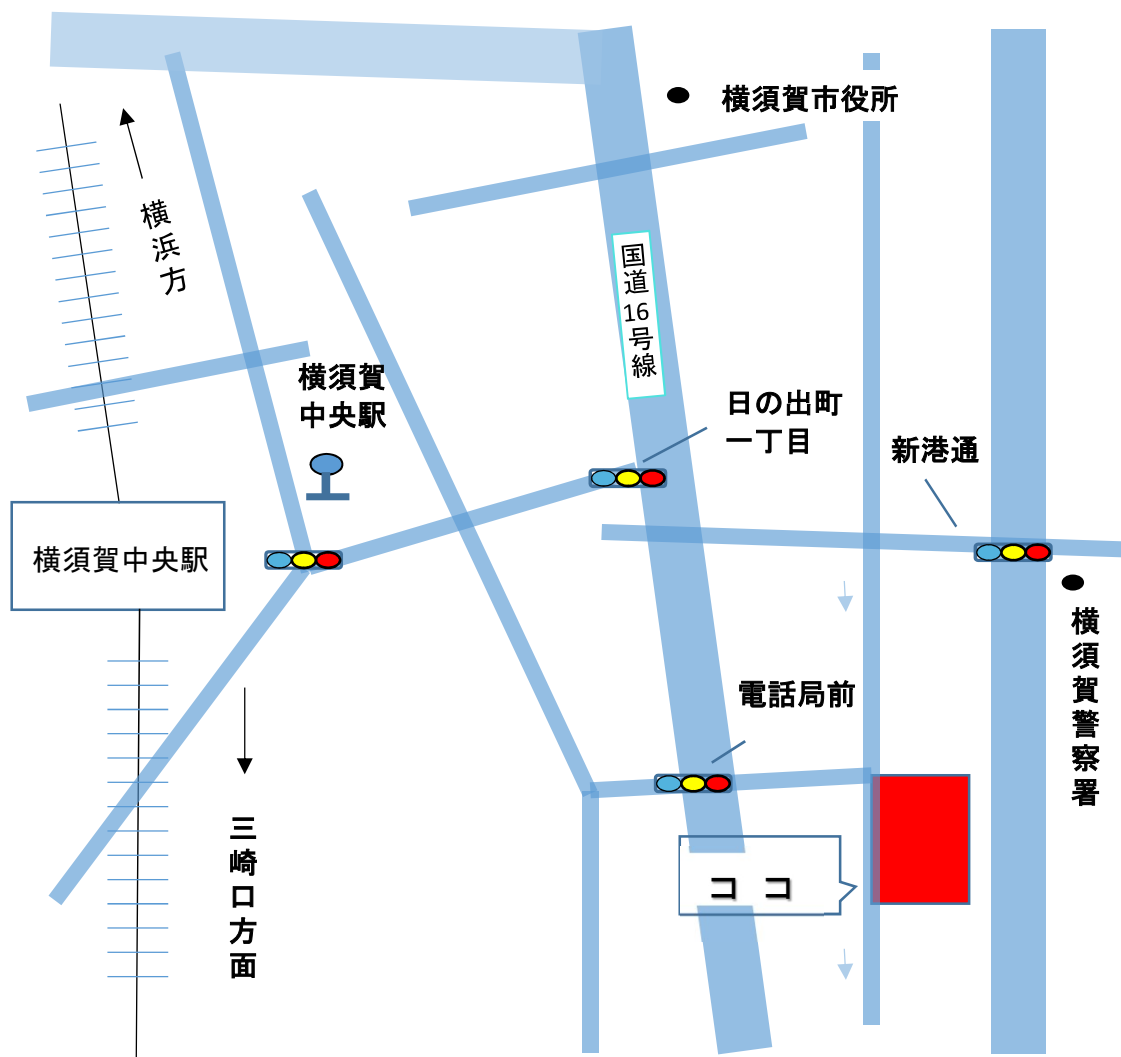 横須賀市役所
横浜方
国道16号線
横須賀
中央駅
日の出町
一丁目
新港通
横須賀中央駅
横須賀警察署
電話局前
三崎口方面
ココ